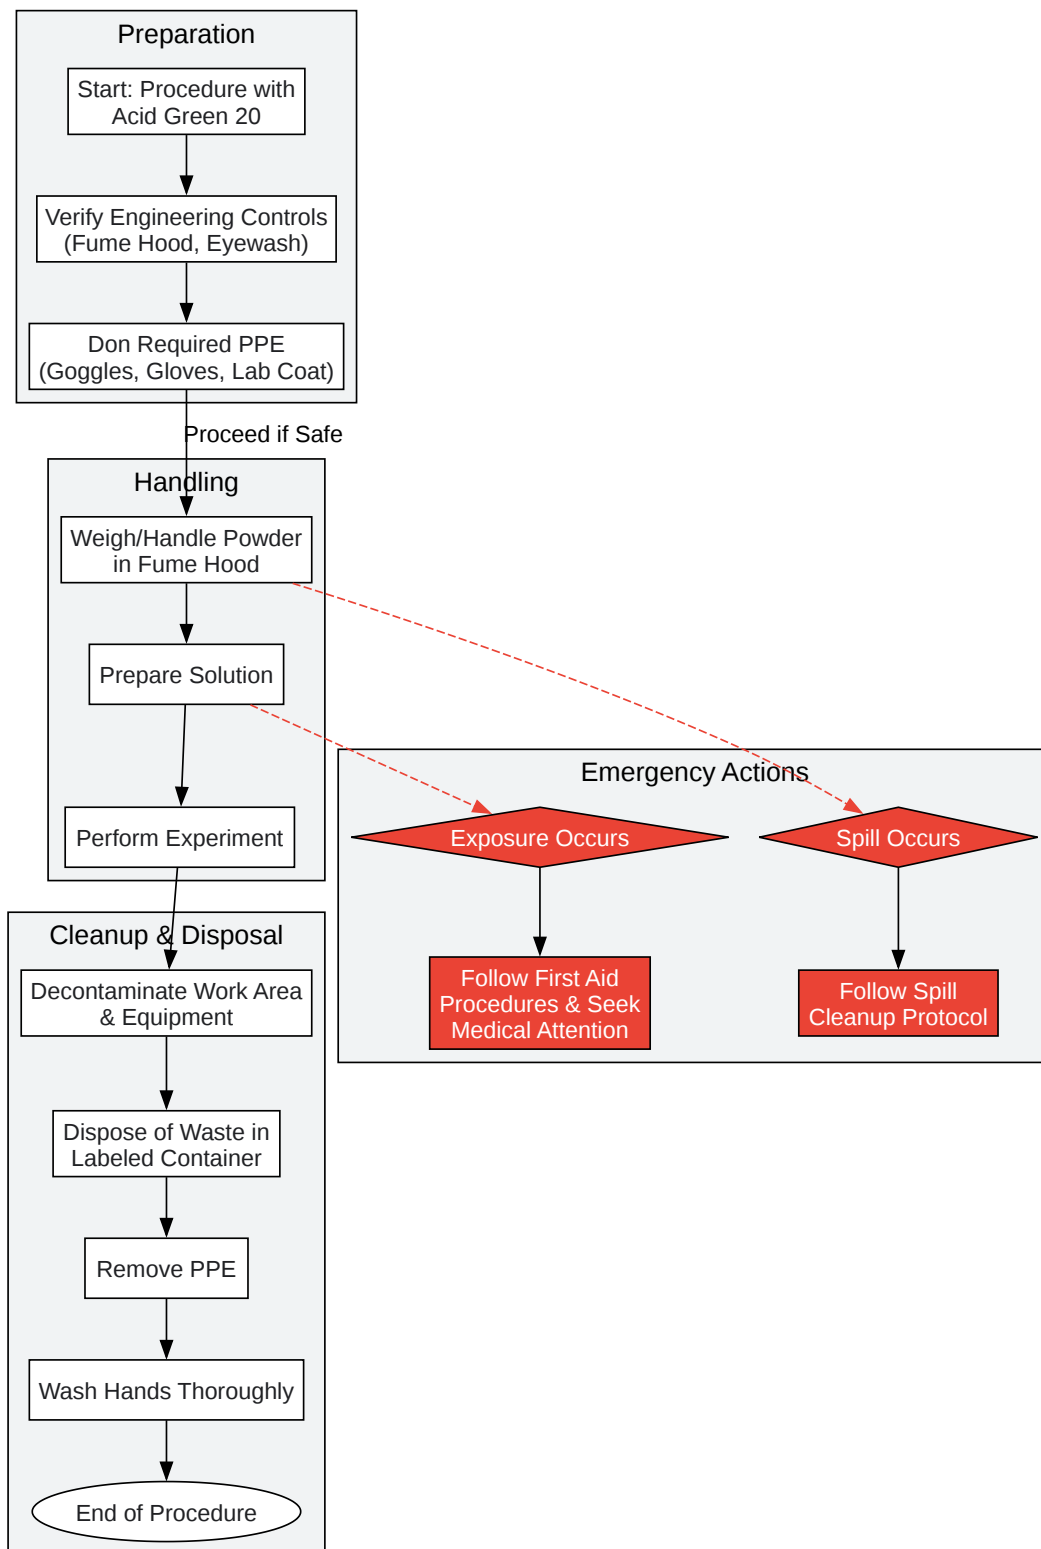 Preparation
Start: Procedure with
Acid Green 20
Verify Engineering Controls
(Fume Hood, Eyewash)
Don Required PPE
(Goggles, Gloves, Lab Coat)
Proceed if Safe
Handling
Weigh/Handle Powder
in Fume Hood
Prepare Solution
Perform Experiment
Emergency Actions
Exposure Occurs
Spill Occurs
Follow First Aid
Procedures & Seek
Medical Attention
Follow Spill
Cleanup Protocol
Cleanup & Disposal
Decontaminate Work Area
& Equipment
Dispose of Waste in
Labeled Container
Remove PPE
Wash Hands Thoroughly
End of Procedure